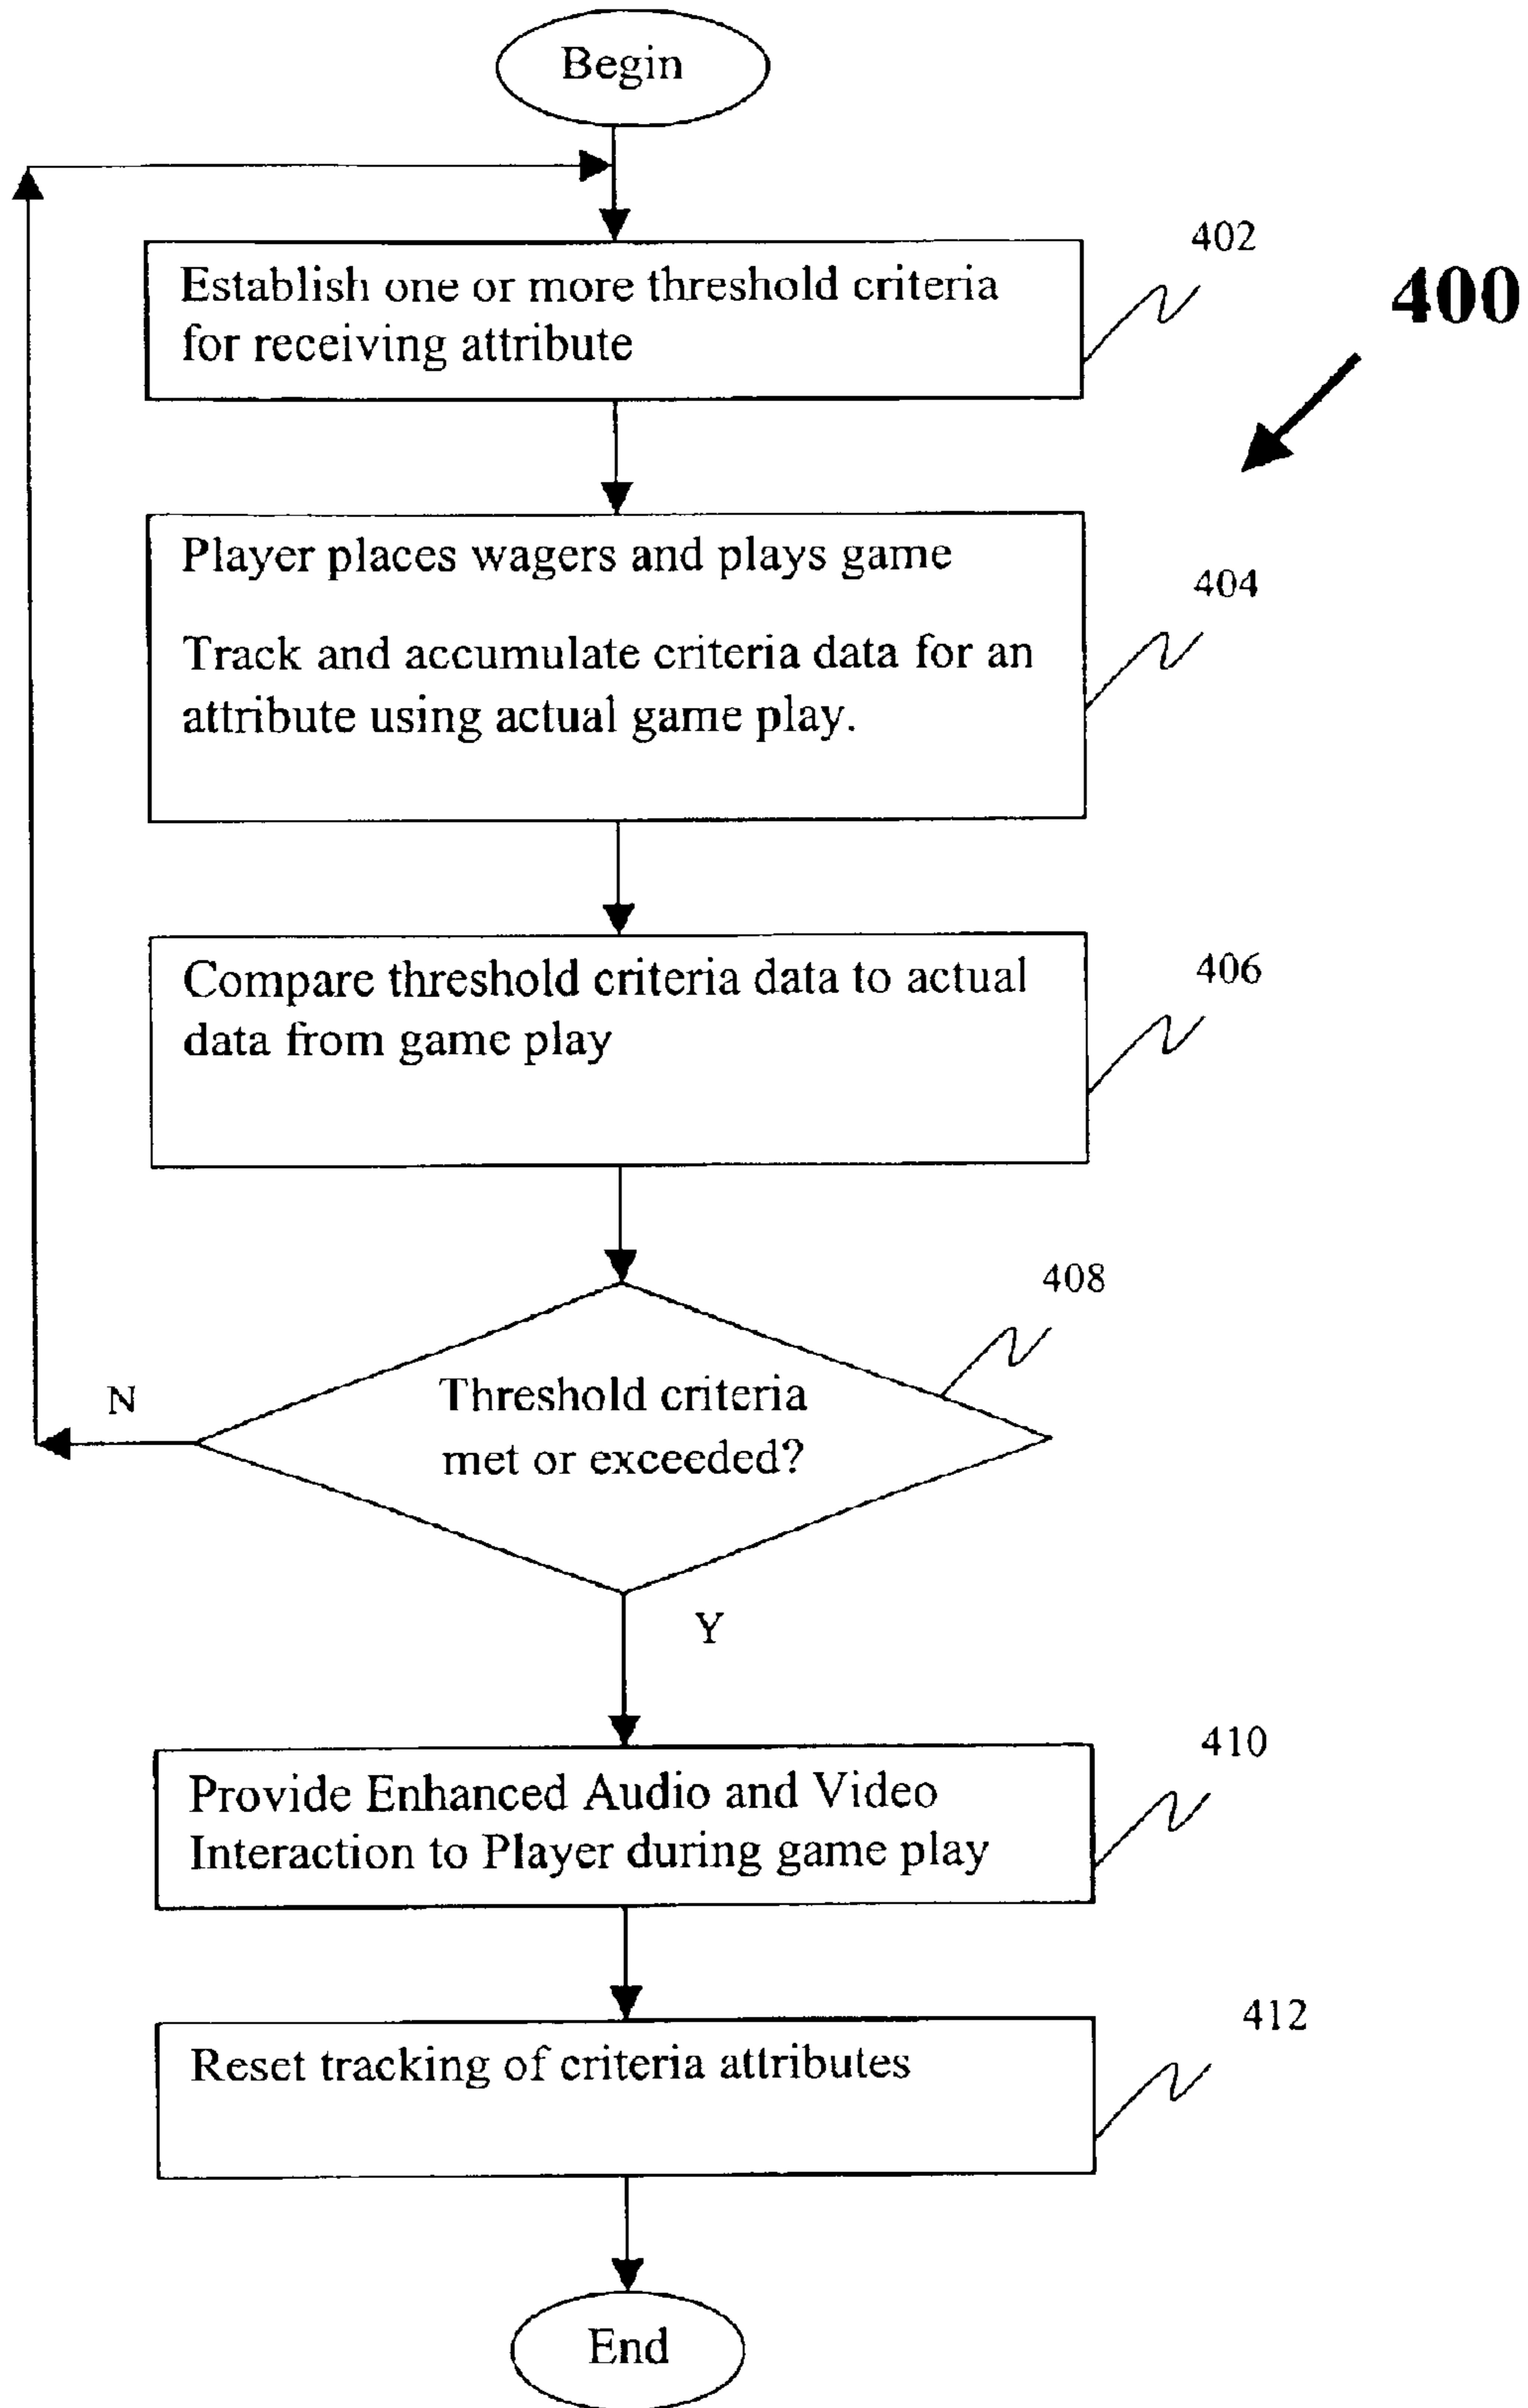 Begin
402
400
Establish one or more threshold criteria
for receiving attribute
Player places wagers and plays game
404
Track and accumulate criteria data for an
attribute using actual game play.
406
Compare threshold criteria data to actual
data from game play
408
Threshold criteria
met or exceeded?
N
Y
410
Provide Enhanced Audio and Video
Interaction to Player during game play
412
Reset tracking of criteria attributes
End